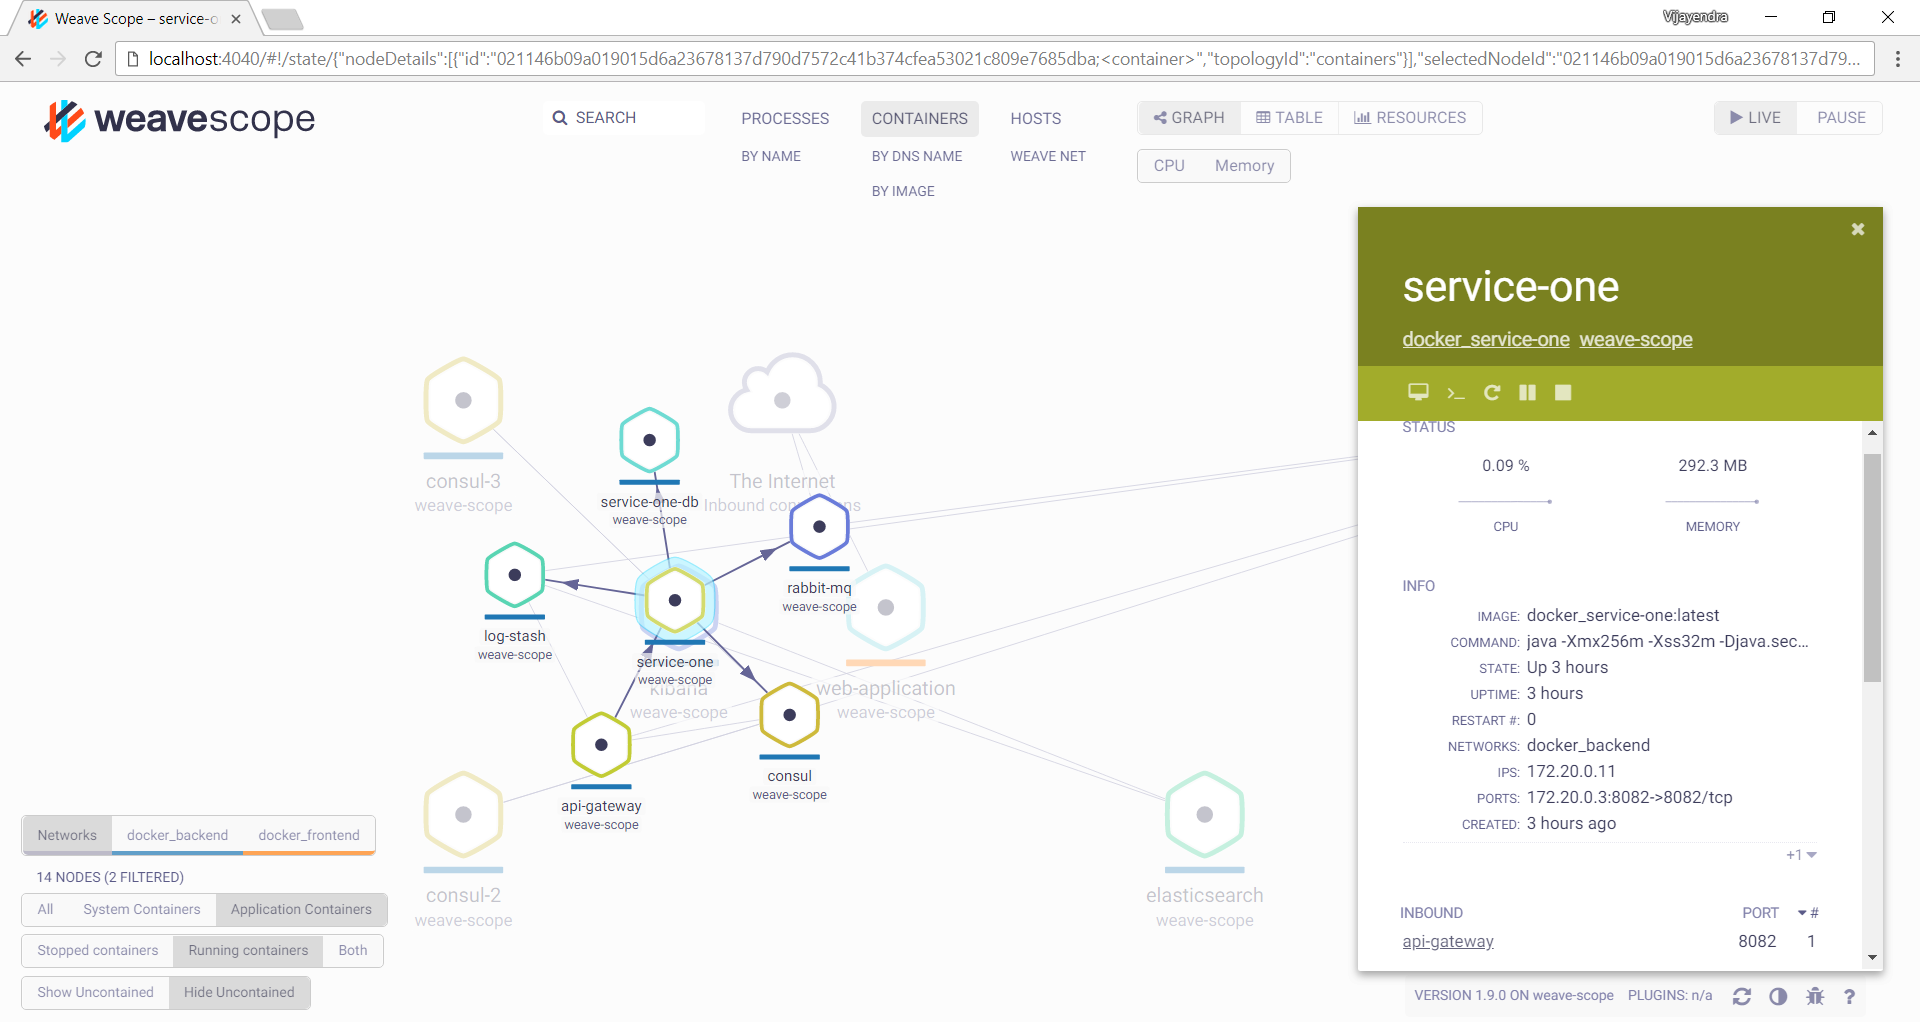 Weave Scope – service-o
Vijayendra
localhost:4040/#!/state/{"nodeDetails":[{"id":"021146b09a019015d6a23678137d790d7572c41b374cfea53021c809e7685dba;<container>","topologyId":"containers"}],"selectedNodeId":"021146b09a019015d6a23678137d79...
weavescope
SEARCH
PROCESSES
CONTAINERS
HOSTS
GRAPH
TABLE
RESOURCES
LIVE
PAUSE
BY NAME
BY DNS NAME
WEAVE NET
CPU
Memory
BY IMAGE
service-one
docker_service-one weave-scope
STATUS
0.09 %
292.3 MB
CPU
MEMORY
INFO
IMAGE: docker_service-one:latest
COMMAND: java -Xmx256m -Xss32m -Djava.sec...
STATE: Up 3 hours
UPTIME: 3 hours
RESTART #: 0
NETWORKS: docker_backend
IPS: 172.20.0.11
PORTS: 172.20.0.3:8082->8082/tcp
CREATED: 3 hours ago
+1
INBOUND PORT #
api-gateway 8082 1
consul-3
weave-scope
service-one-db
weave-scope
The Internet
rabbit-mq
weave-scope
log-stash
weave-scope
service-one
weave-scope
kibana
weave-scope
web-application
weave-scope
consul
weave-scope
api-gateway
weave-scope
consul-2
weave-scope
elasticsearch
weave-scope
Networks
docker_backend
docker_frontend
14 NODES (2 FILTERED)
All
System Containers
Application Containers
Stopped containers
Running containers
Both
Show Uncontained
Hide Uncontained
VERSION 1.9.0 ON weave-scope PLUGINS: n/a